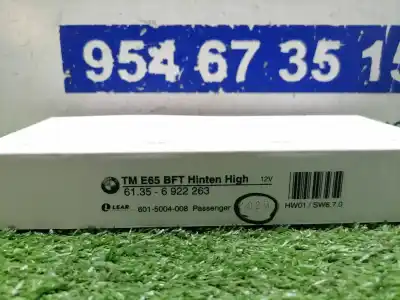 954 67 35 15
TM E65 BFT Hinten High 12V
61.35 - 6 922 263
LEAR 601-5004-008 Passenger
HW01 / SW6.7.0